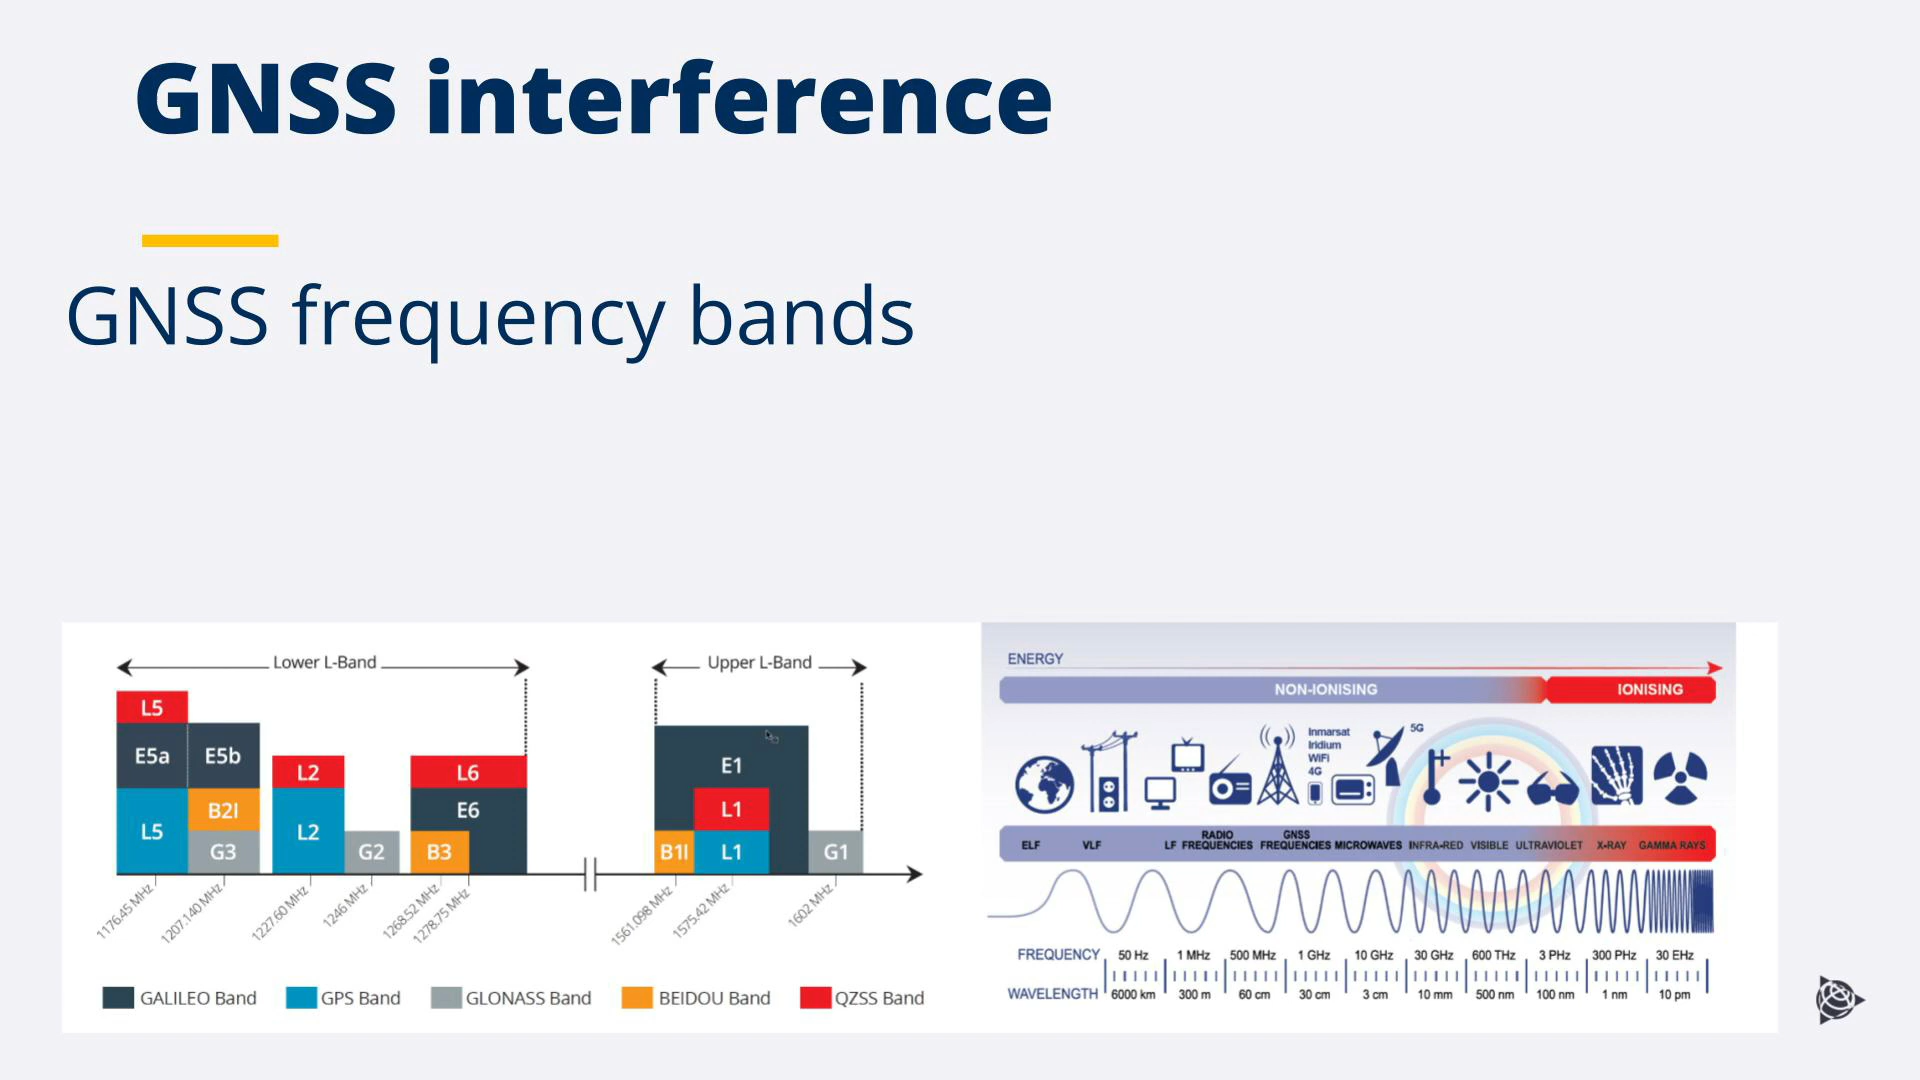 GNSS interference
GNSS frequency bands
Lower L-Band
Upper L-Band
L5
E5a
E5b
L2
L6
E1
B2I
E6
L1
L5
L2
G3
G2
B3
B1I
L1
G1
1176.45 MHz
1207.140 MHz
1227.60 MHz
1246 MHz
1268.52 MHz
1278.75 MHz
1561.098 MHz
1575.42 MHz
1602 MHz
GALILEO Band
GPS Band
GLONASS Band
BEIDOU Band
QZSS Band
ENERGY
NON-IONISING
IONISING
Inmarsat
Iridium
WiFi
4G
5G
ELF
VLF
LF
RADIO
FREQUENCIES
GNSS
FREQUENCIES
MICROWAVES
INFRA-RED
VISIBLE
ULTRAVIOLET
X-RAY
GAMMA RAYS
FREQUENCY
50 Hz
1 MHz
500 MHz
1 GHz
10 GHz
30 GHz
600 THz
3 PHz
300 PHz
30 EHz
WAVELENGTH
6000 km
300 m
60 cm
30 cm
3 cm
10 mm
500 nm
100 nm
1 nm
10 pm